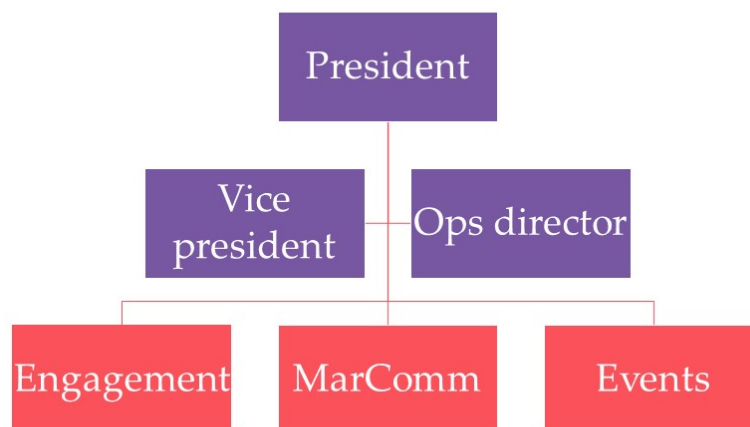 President
Vice
president
Ops director
Engagement
MarComm
Events